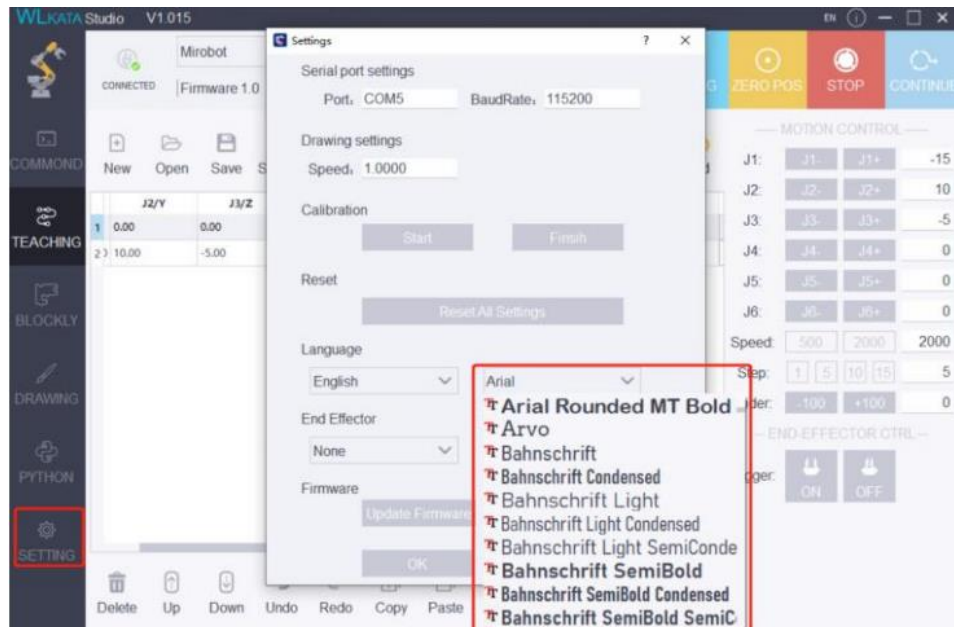 WLKATA Studio V1.015
EN
Mirobot
CONNECTED
Firmware 1.0
ZERO POS
STOP
CONTINUE
COMMOND
TEACHING
BLOCKLY
DRAWING
PYTHON
SETTING
New Open Save
J2/Y J3/Z
1 0.00 0.00
2 10.00 -5.00
Delete Up Down Undo Redo Copy Paste
Settings ? ×
Serial port settings
Port: COM5 BaudRate: 115200
Drawing settings
Speed: 1.0000
Calibration
Start Finsih
Reset
Reset All Settings
Language
English Arial
End Effector
None
Firmware
Update Firmware
OK
Arial Rounded MT Bold
Arvo
Bahnschrift
Bahnschrift Condensed
Bahnschrift Light
Bahnschrift Light Condensed
Bahnschrift Light SemiConde
Bahnschrift SemiBold
Bahnschrift SemiBold Condensed
Bahnschrift SemiBold SemiC
MOTION CONTROL
J1: J1- J1+ -15
J2: J2- J2+ 10
J3: J3- J3+ -5
J4: J4- J4+ 0
J5: J5- J5+ 0
J6: J6- J6+ 0
Speed: 500 2000 2000
Step: 1 5 10 15 5
-100 +100 0
END-EFFECTOR CTRL
ON OFF